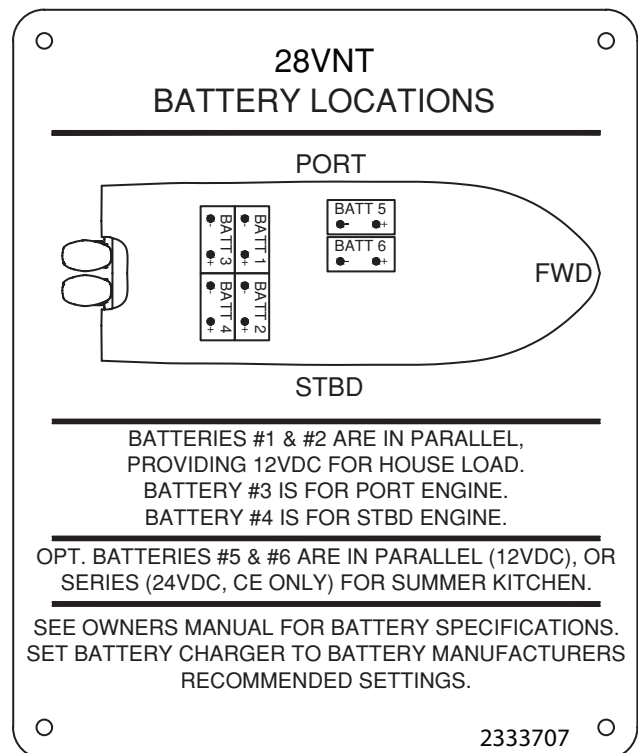 28VNT
BATTERY LOCATIONS
PORT
BATT 5
- +
BATT 6
- +
BATT 3
- +
BATT 1
- +
BATT 4
- +
BATT 2
- +
FWD
STBD
BATTERIES #1 & #2 ARE IN PARALLEL,
PROVIDING 12VDC FOR HOUSE LOAD.
BATTERY #3 IS FOR PORT ENGINE.
BATTERY #4 IS FOR STBD ENGINE.
OPT. BATTERIES #5 & #6 ARE IN PARALLEL (12VDC), OR
SERIES (24VDC, CE ONLY) FOR SUMMER KITCHEN.
SEE OWNERS MANUAL FOR BATTERY SPECIFICATIONS.
SET BATTERY CHARGER TO BATTERY MANUFACTURERS
RECOMMENDED SETTINGS.
2333707